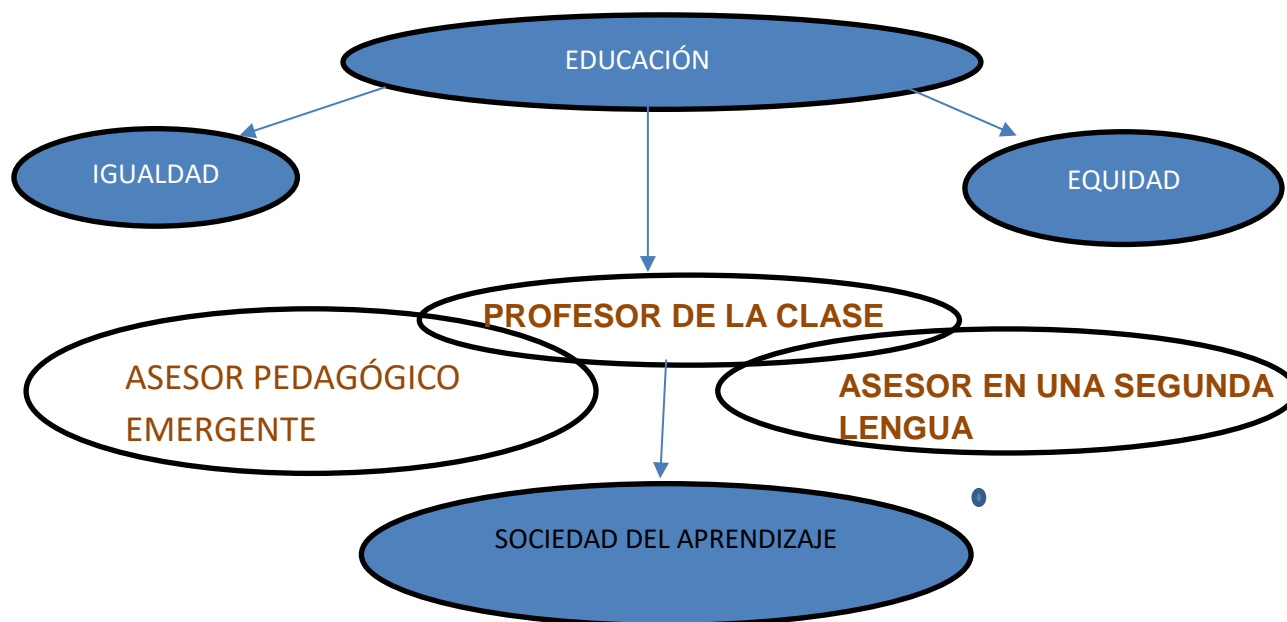 EDUCACIÓN
IGUALDAD
EQUIDAD
PROFESOR DE LA CLASE
ASESOR PEDAGÓGICO
EMERGENTE
ASESOR EN UNA SEGUNDA
LENGUA
SOCIEDAD DEL APRENDIZAJE